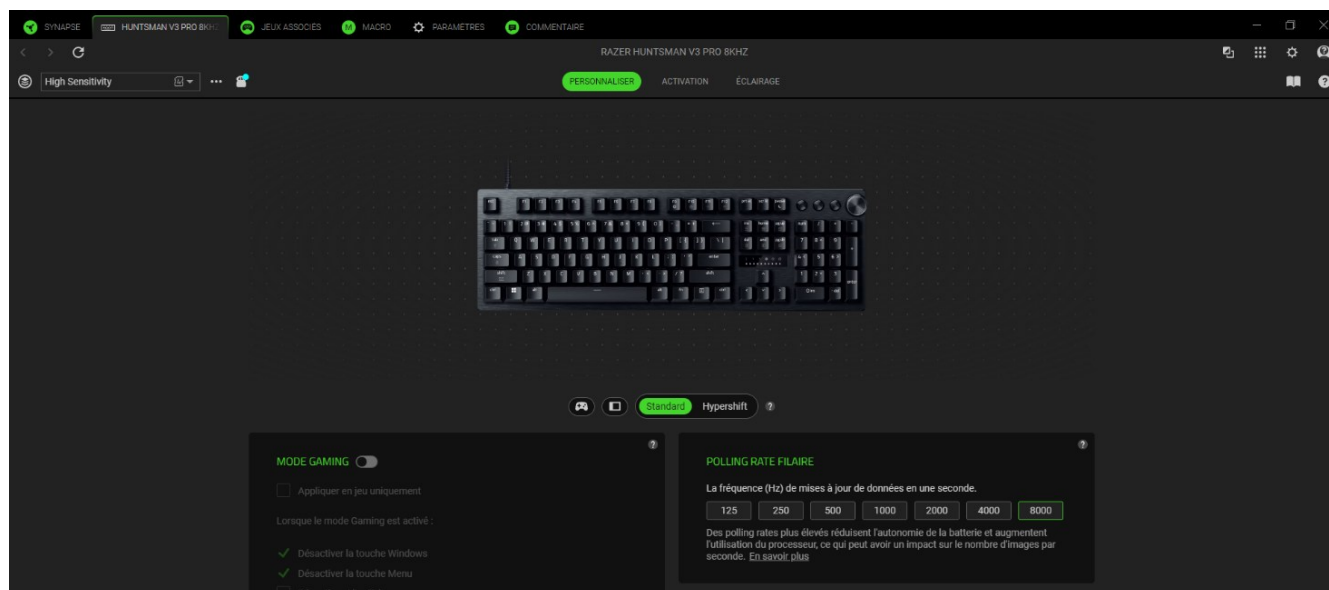 SYNAPSE
HUNTSMAN V3 PRO 8KHZ
JEUX ASSOCIÉS
MACRO
PARAMETRES
COMMENTAIRE
RAZER HUNTSMAN V3 PRO 8KHZ
High Sensitivity
PERSONNALISER
ACTIVATION
ÉCLAIRAGE
Standard
Hypershift
MODE GAMING
Appliquer en jeu uniquement
Lorsque le mode Gaming est activé :
Désactiver la touche Windows
Désactiver la touche Menu
POLLING RATE FILAIRE
La fréquence (Hz) de mises à jour de données en une seconde.
125 250 500 1000 2000 4000 8000
Des polling rates plus élevés réduisent l'autonomie de la batterie et augmentent
l'utilisation du processeur, ce qui peut avoir un impact sur le nombre d'images par
seconde. En savoir plus